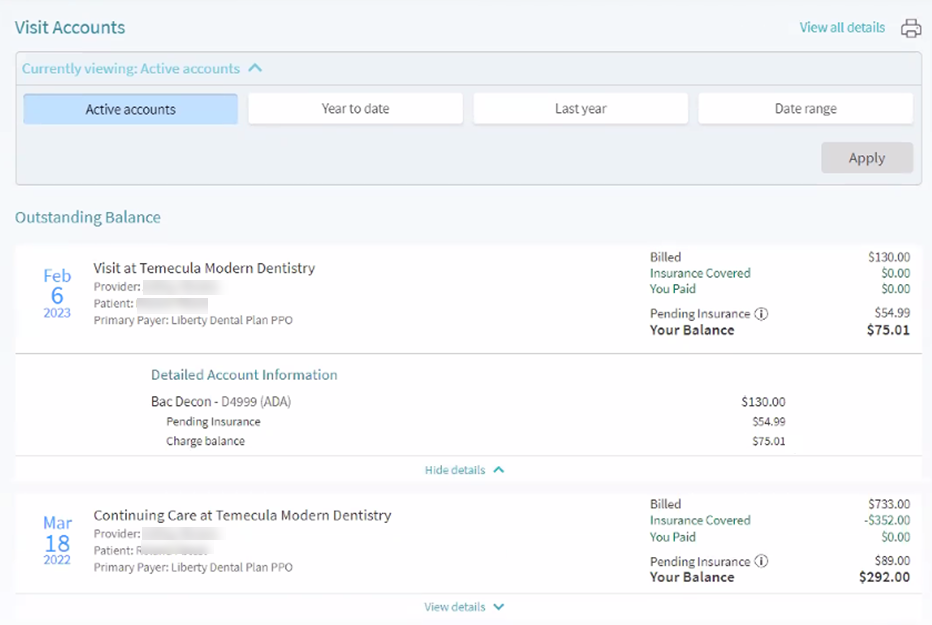 Visit Accounts
View all details
Currently viewing: Active accounts
Active accounts
Year to date
Last year
Date range
Apply
Outstanding Balance
Feb
6
2023
Visit at Temecula Modern Dentistry
Provider:
Patient:
Primary Payer: Liberty Dental Plan PPO
Billed $130.00
Insurance Covered $0.00
You Paid $0.00
Pending Insurance $54.99
Your Balance $75.01
Detailed Account Information
Bac Decon - D4999 (ADA) $130.00
Pending Insurance $54.99
Charge balance $75.01
Hide details
Mar
18
2022
Continuing Care at Temecula Modern Dentistry
Provider:
Patient:
Primary Payer: Liberty Dental Plan PPO
Billed $733.00
Insurance Covered -$352.00
You Paid $0.00
Pending Insurance $89.00
Your Balance $292.00
View details